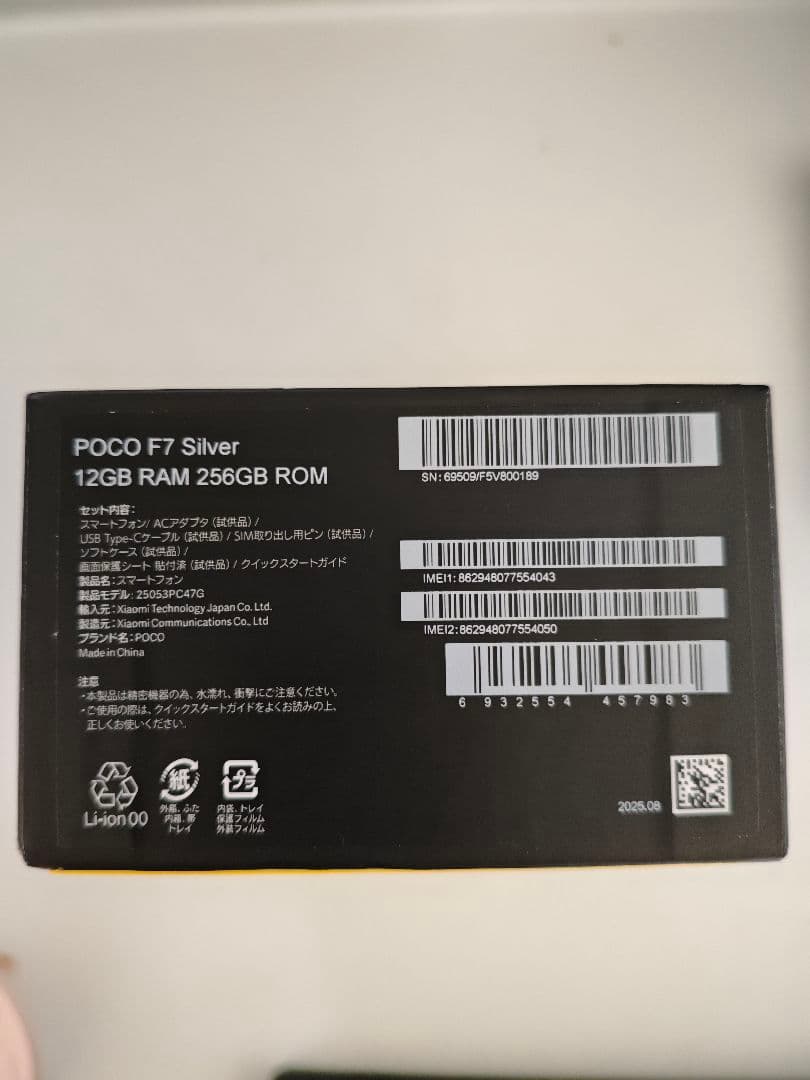 POCO F7 Silver
12GB RAM 256GB ROM
セット内容：
スマートフォン/ ACアダプタ（試供品）/
USB Type-Cケーブル（試供品）/ SIM取り出し用ピン（試供品）/
ソフトケース（試供品）/
画面保護シート 貼付済（試供品）/ クイックスタートガイド
製品名：スマートフォン
製品モデル: 25053PC47G
輸入元：Xiaomi Technology Japan Co. Ltd.
製造元：Xiaomi Communications Co., Ltd
ブランド名：POCO
Made in China
注意
・本製品は精密機器の為、水濡れ、衝撃にご注意ください。
・ご使用の際は、クイックスタートガイドをよくお読みの上、
正しくお使いください。
Li-ion 00
紙
外箱、ふた
内箱、帯
トレイ
プラ
内袋、トレイ
保護フィルム
外装フィルム
SN: 69509/F5V800189
IMEI1: 862948077554043
IMEI2: 862948077554050
6 932554 457983
2025.08